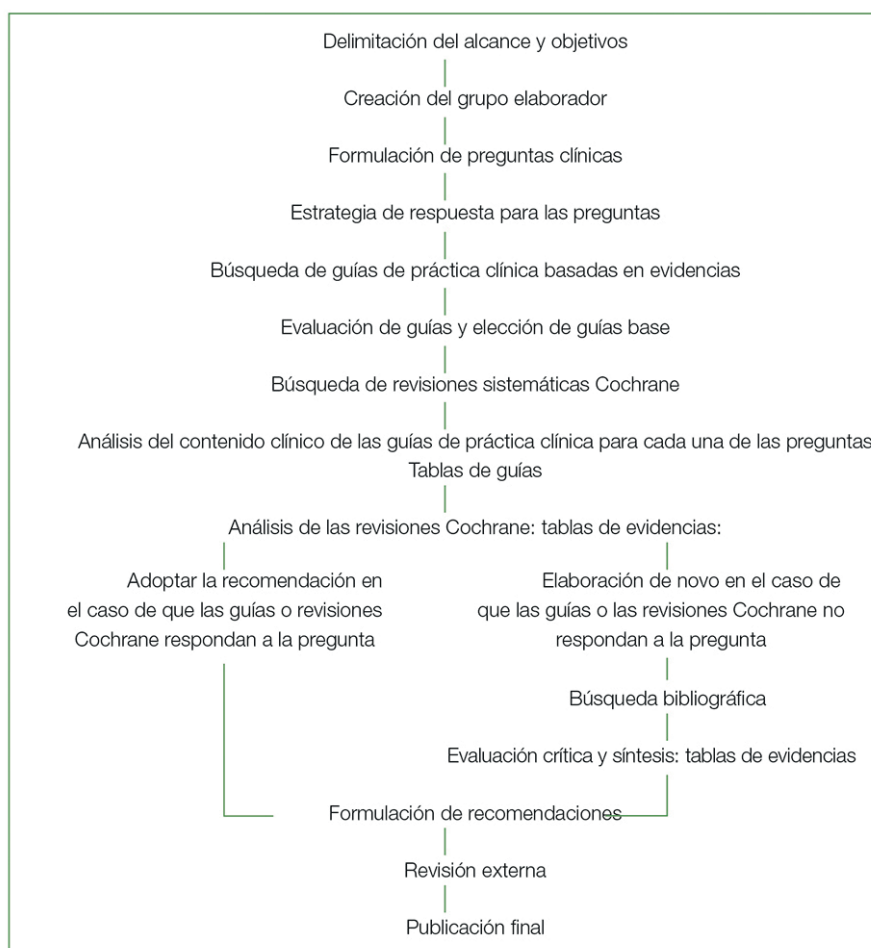 Delimitación del alcance y objetivos
Creación del grupo elaborador
Formulación de preguntas clínicas
Estrategia de respuesta para las preguntas
Búsqueda de guías de práctica clínica basadas en evidencias
Evaluación de guías y elección de guías base
Búsqueda de revisiones sistemáticas Cochrane
Análisis del contenido clínico de las guías de práctica clínica para cada una de las preguntas
Tablas de guías
Análisis de las revisiones Cochrane: tablas de evidencias:
Adoptar la recomendación en
el caso de que las guías o revisiones
Cochrane respondan a la pregunta
Elaboración de novo en el caso de
que las guías o las revisiones Cochrane no
respondan a la pregunta
Búsqueda bibliográfica
Evaluación crítica y síntesis: tablas de evidencias
Formulación de recomendaciones
Revisión externa
Publicación final